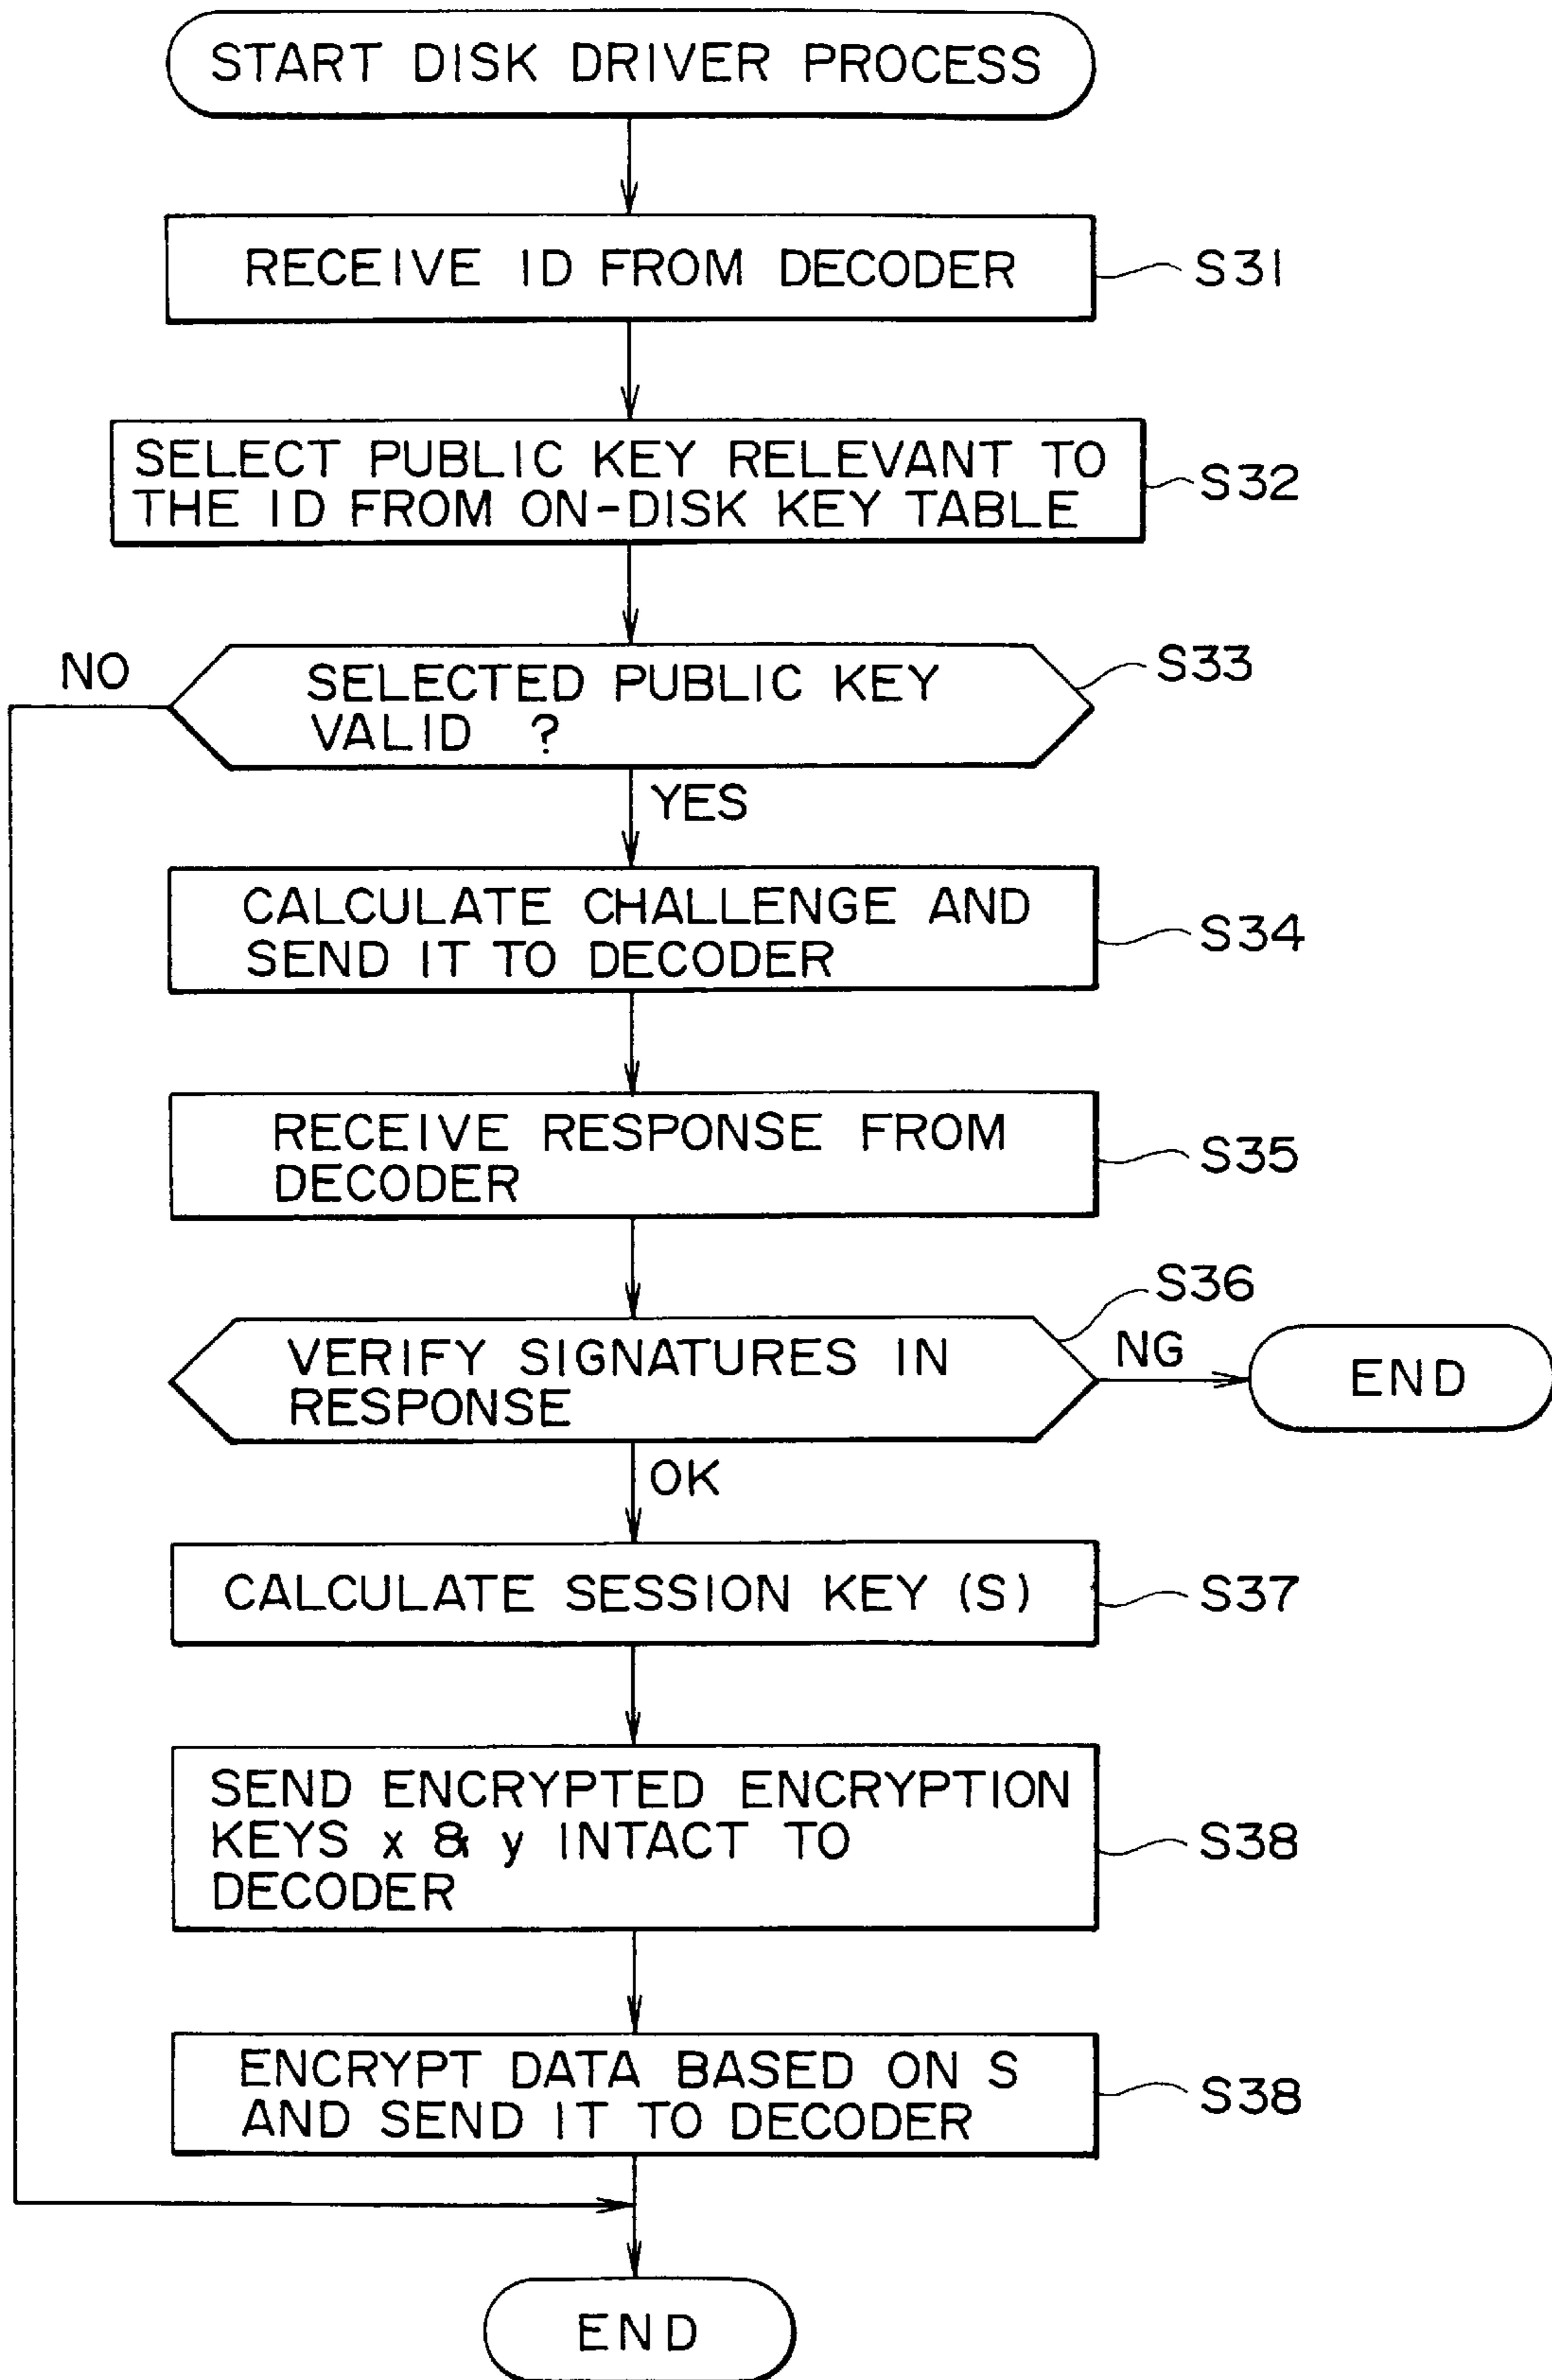 START DISK DRIVER PROCESS
RECEIVE ID FROM DECODER
S31
SELECT PUBLIC KEY RELEVANT TO
THE ID FROM ON-DISK KEY TABLE
S32
NO
SELECTED PUBLIC KEY
VALID ?
S33
YES
CALCULATE CHALLENGE AND
SEND IT TO DECODER
S34
RECEIVE RESPONSE FROM
DECODER
S35
S36
VERIFY SIGNATURES IN
RESPONSE
NG
END
OK
CALCULATE SESSION KEY (S)
S37
SEND ENCRYPTED ENCRYPTION
KEYS x & y INTACT TO
DECODER
S38
ENCRYPT DATA BASED ON S
AND SEND IT TO DECODER
S38
END